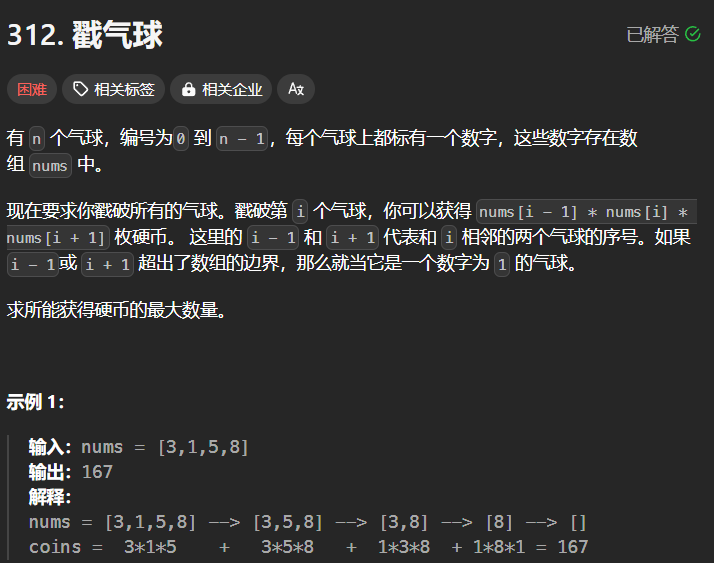 312. 戳气球
已解答
困难 相关标签 相关企业
有 n 个气球，编号为0 到 n - 1，每个气球上都标有一个数字，这些数字存在数
组 nums 中。
现在要求你戳破所有的气球。戳破第 i 个气球，你可以获得 nums[i - 1] * nums[i] *
nums[i + 1] 枚硬币。 这里的 i - 1 和 i + 1 代表和 i 相邻的两个气球的序号。如果
i - 1或 i + 1 超出了数组的边界，那么就当它是一个数字为 1 的气球。
求所能获得硬币的最大数量。
示例 1：
输入：nums = [3,1,5,8]
输出：167
解释：
nums = [3,1,5,8] --> [3,5,8] --> [3,8] --> [8] --> []
coins =  3*1*5    +   3*5*8   +  1*3*8  + 1*8*1 = 167